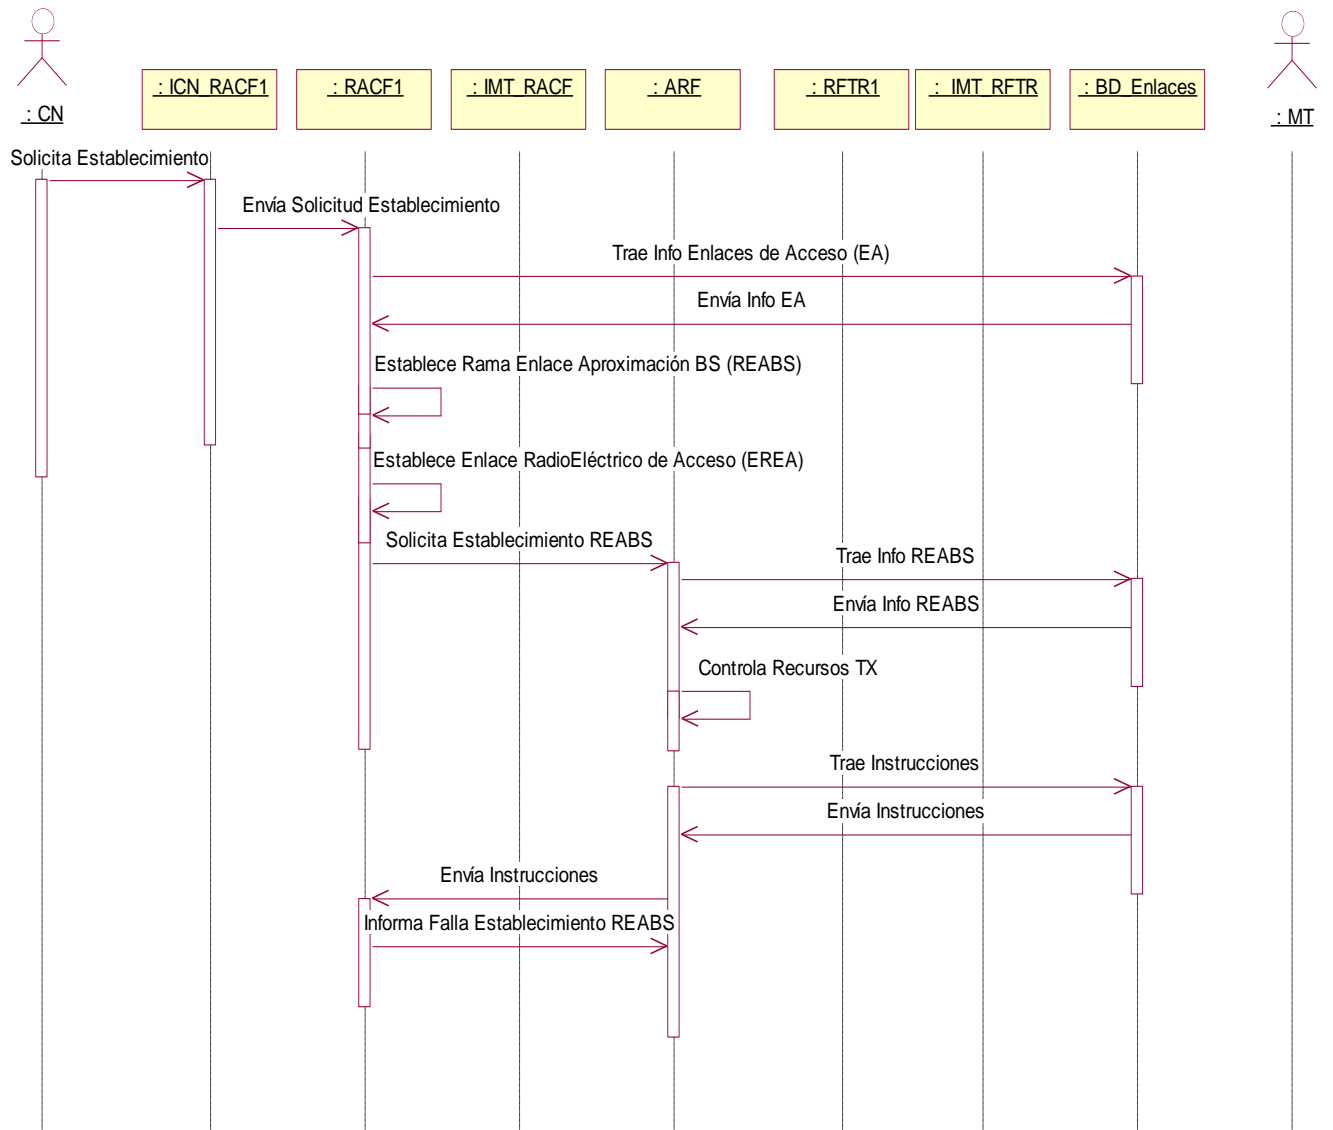 : CN
: ICN_RACF1
: RACF1
: IMT_RACF
: ARF
: RFTR1
: IMT_RFTR
: BD_Enlaces
: MT
Solicita Establecimiento
Envía Solicitud Establecimiento
Trae Info Enlaces de Acceso (EA)
Envía Info EA
Establece Rama Enlace Aproximación BS (REABS)
Establece Enlace RadioEléctrico de Acceso (EREA)
Solicita Establecimiento REABS
Trae Info REABS
Envía Info REABS
Controla Recursos TX
Trae Instrucciones
Envía Instrucciones
Envía Instrucciones
Informa Falla Establecimiento REABS